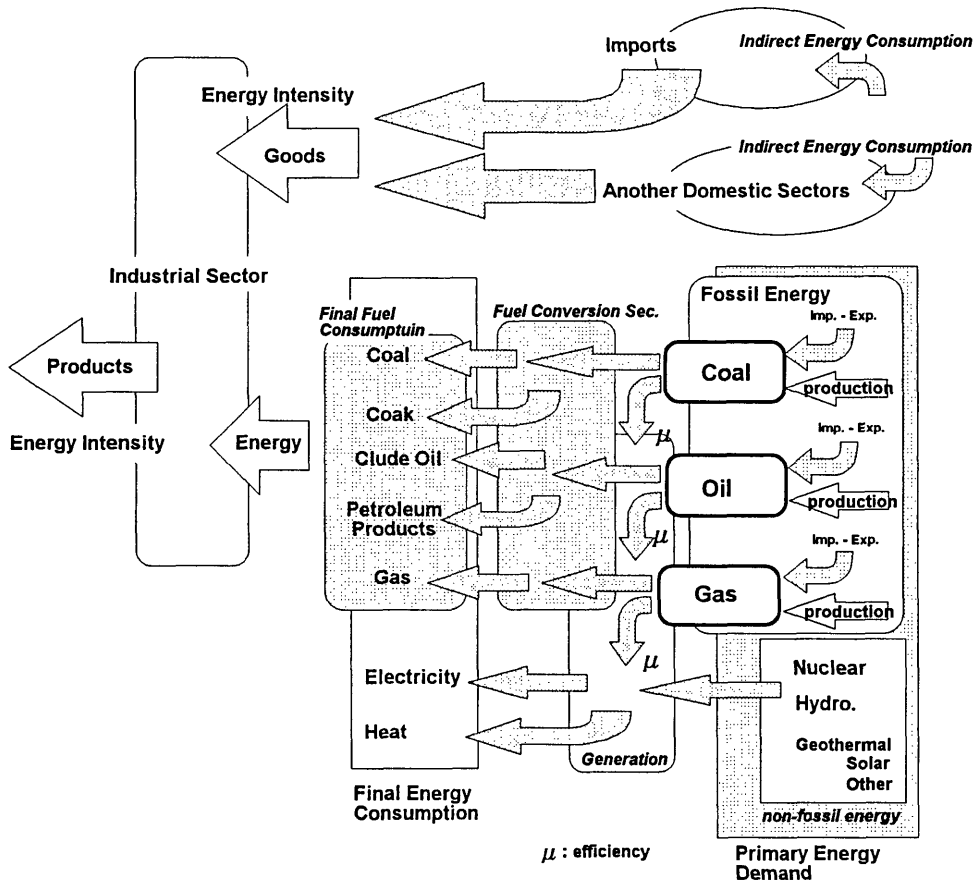 Imports
Indirect Energy Consumption
Energy Intensity
Goods
Indirect Energy Consumption
Another Domestic Sectors
Industrial Sector
Products
Energy Intensity
Energy
Final Fuel
Consumptuin
Coal
Coak
Clude Oil
Petroleum
Products
Gas
Electricity
Heat
Final Energy
Consumption
Fuel Conversion Sec.
μ
μ
μ
Generation
Fossil Energy
Imp. - Exp.
Coal
production
Imp. - Exp.
Oil
production
Imp. - Exp.
Gas
production
Nuclear
Hydro.
Geothermal
Solar
Other
non-fossil energy
Primary Energy
Demand
μ : efficiency